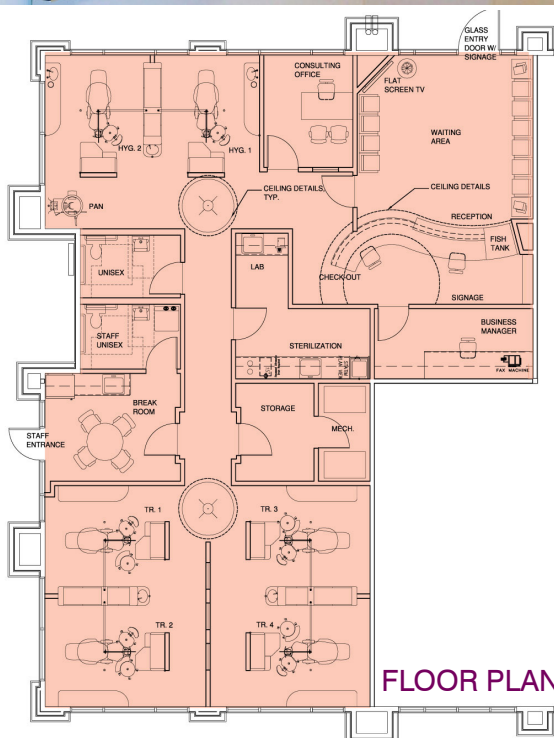 GLASS
ENTRY
DOOR W/
SIGNAGE
CONSULTING
OFFICE
FLAT
SCREEN TV
WAITING
AREA
HYG. 2
HYG. 1
PAN
CEILING DETAILS,
TYP.
CEILING DETAILS
RECEPTION
FISH
TANK
UNISEX
LAB
CHECK-OUT
SIGNAGE
STAFF
UNISEX
STERILIZATION
BUSINESS
MANAGER
FAX MACHINE
BREAK
ROOM
STORAGE
MECH.
STAFF
ENTRANCE
TR. 1
TR. 3
TR. 2
TR. 4
FLOOR PLAN